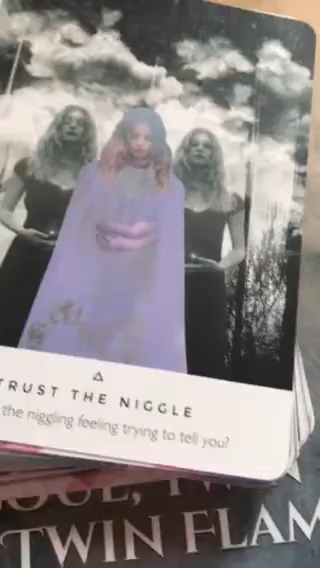 TRUST THE NIGGLE
the niggling feeling trying to tell you?
TWIN FLAM